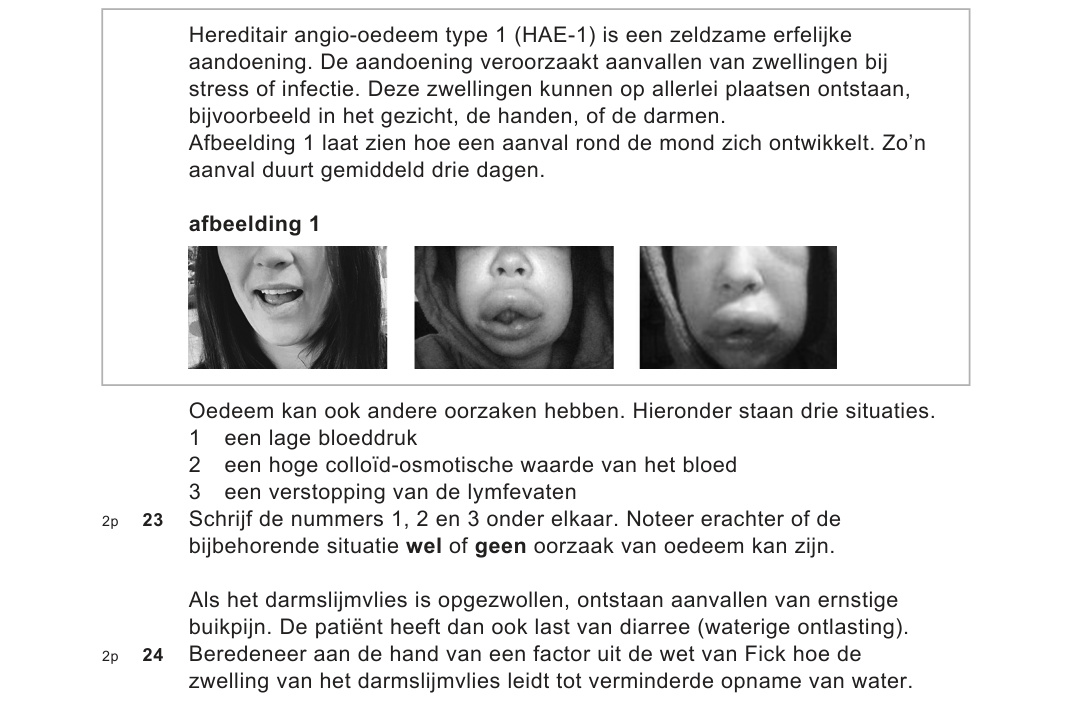 Hereditair angio-oedeem type 1 (HAE-1) is een zeldzame erfelijke
aandoening. De aandoening veroorzaakt aanvallen van zwellingen bij
stress of infectie. Deze zwellingen kunnen op allerlei plaatsen ontstaan,
bijvoorbeeld in het gezicht, de handen, of de darmen.
Afbeelding 1 laat zien hoe een aanval rond de mond zich ontwikkelt. Zo’n
aanval duurt gemiddeld drie dagen.
afbeelding 1
Oedeem kan ook andere oorzaken hebben. Hieronder staan drie situaties.
1 een lage bloeddruk
2 een hoge colloïd-osmotische waarde van het bloed
3 een verstopping van de lymfevaten
2p 23 Schrijf de nummers 1, 2 en 3 onder elkaar. Noteer erachter of de
bijbehorende situatie wel of geen oorzaak van oedeem kan zijn.
Als het darmslijmvlies is opgezwollen, ontstaan aanvallen van ernstige
buikpijn. De patiënt heeft dan ook last van diarree (waterige ontlasting).
2p 24 Beredeneer aan de hand van een factor uit de wet van Fick hoe de
zwelling van het darmslijmvlies leidt tot verminderde opname van water.